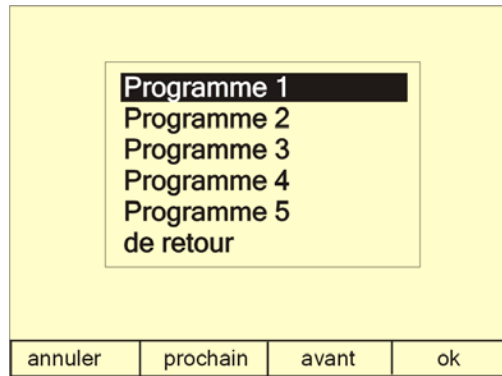 Programme 1
Programme 2
Programme 3
Programme 4
Programme 5
de retour
annuler prochain avant ok